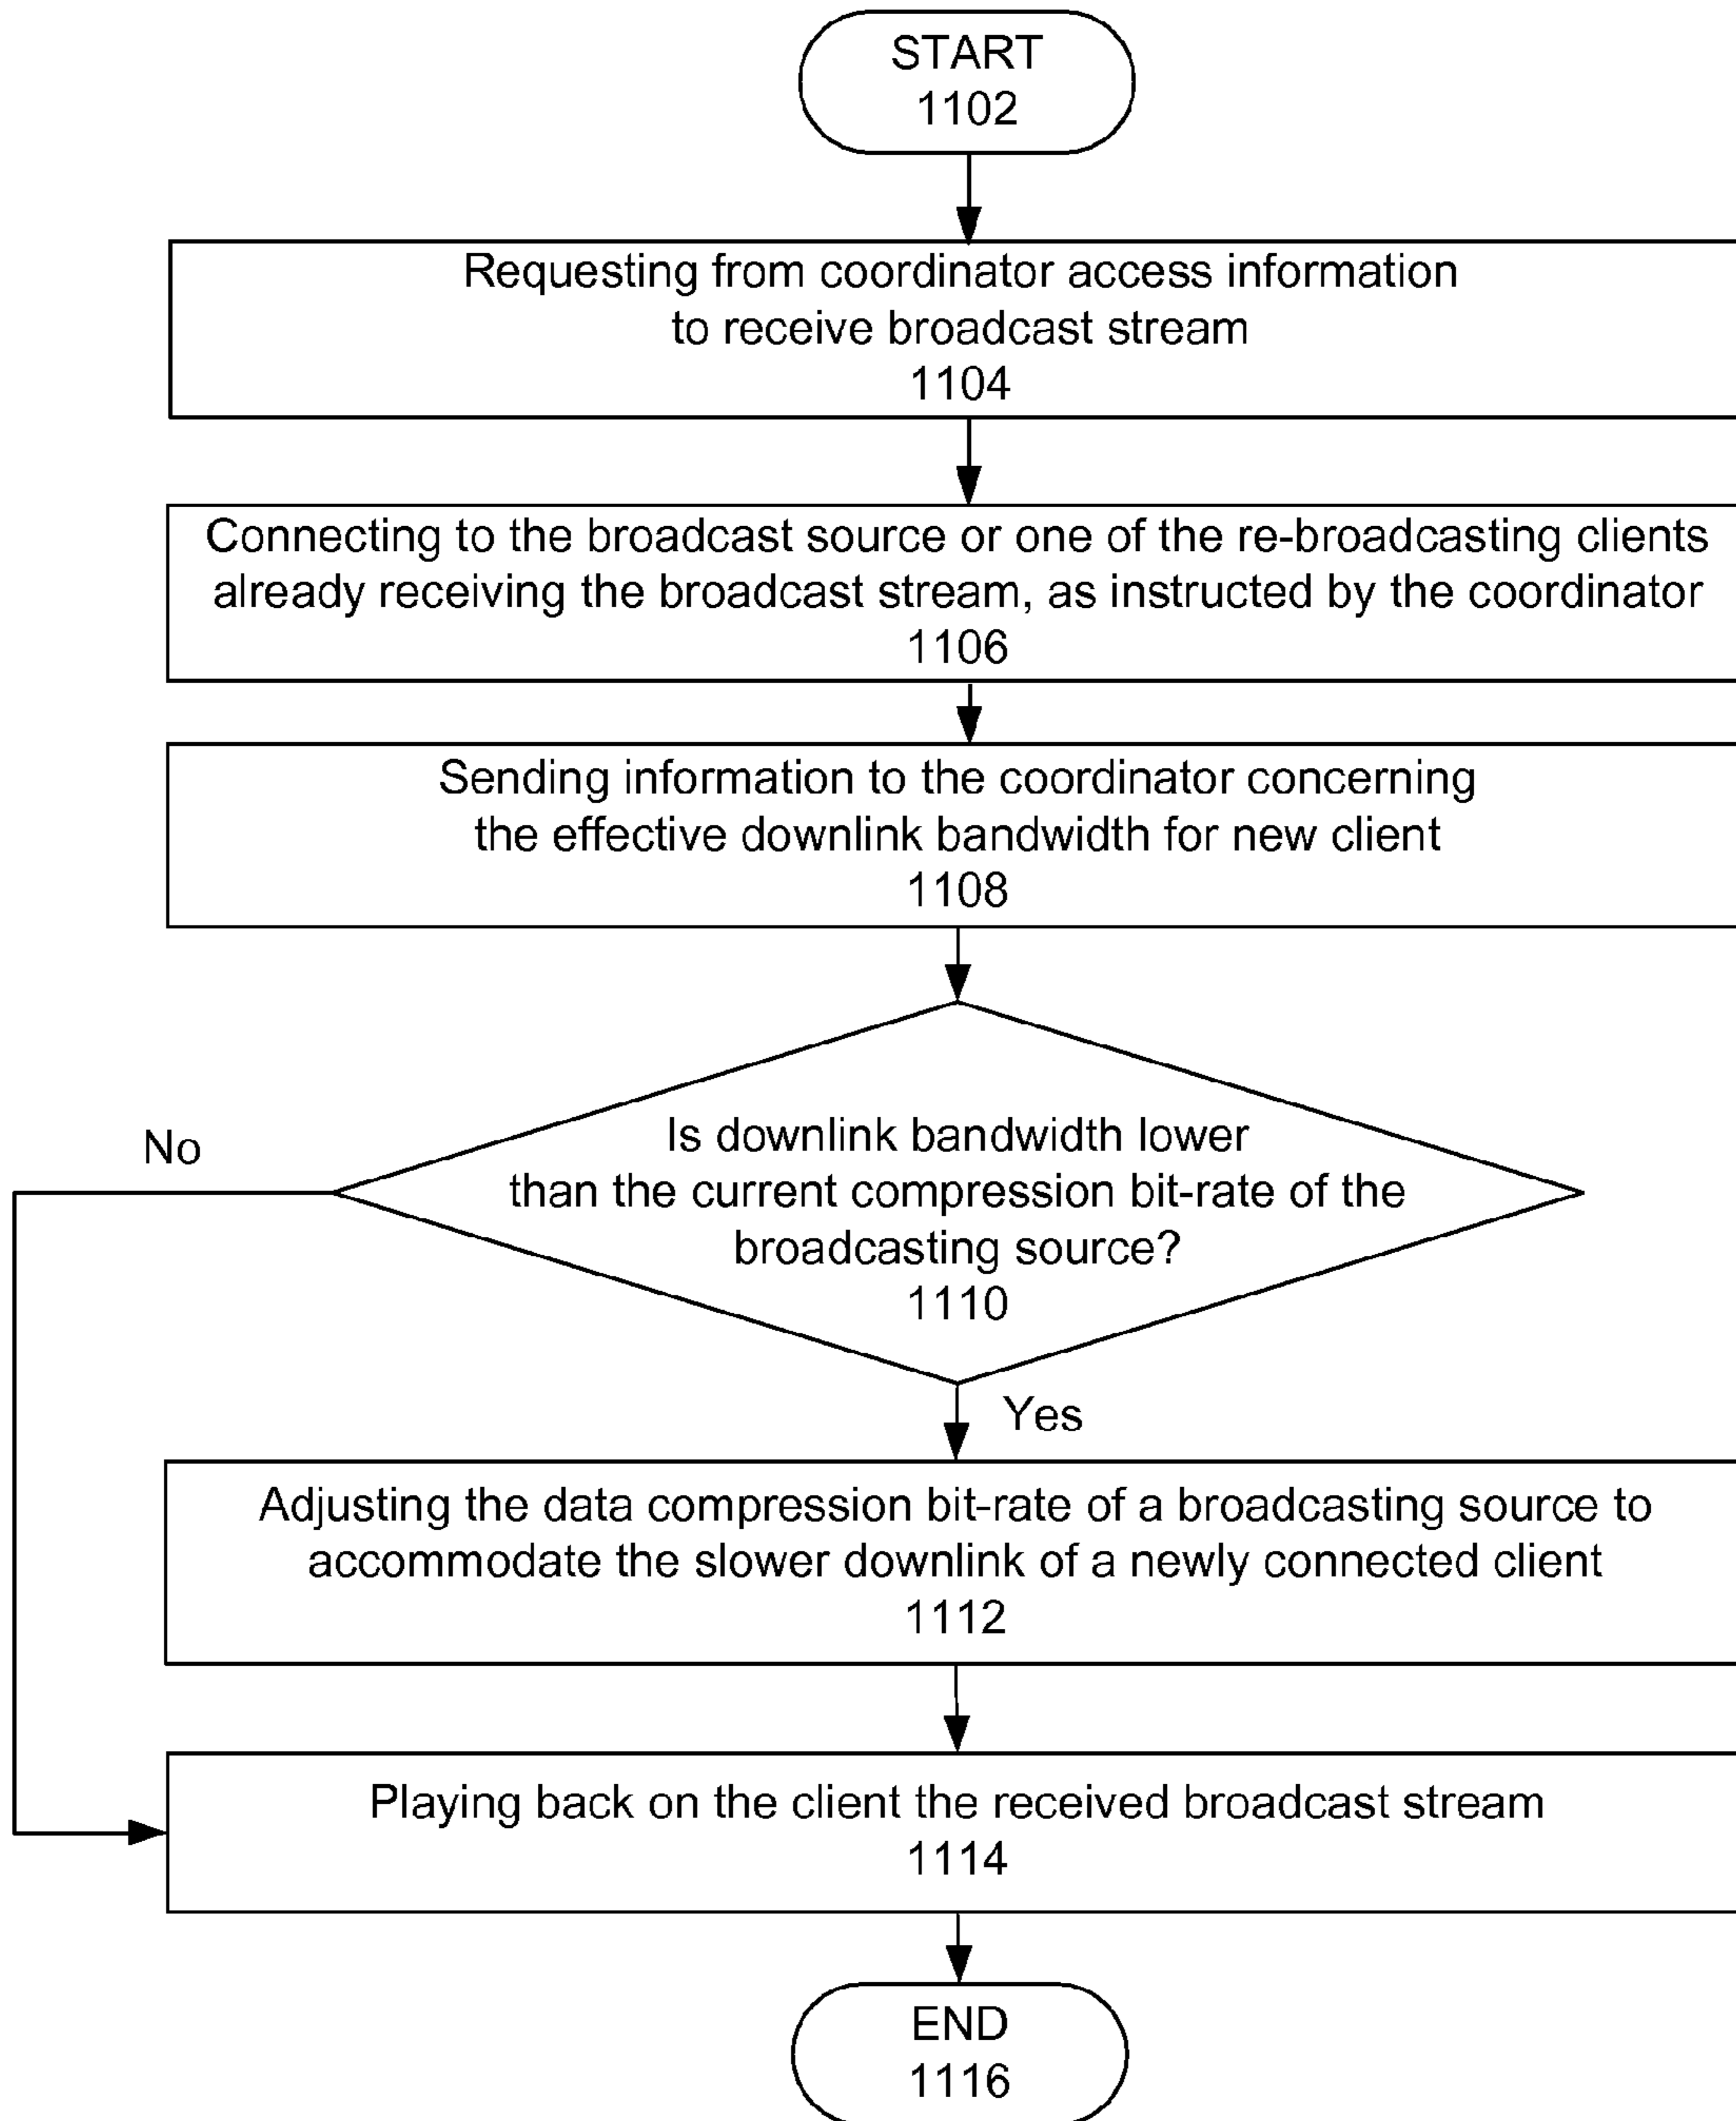 START
1102
Requesting from coordinator access information
to receive broadcast stream
1104
Connecting to the broadcast source or one of the re-broadcasting clients
already receiving the broadcast stream, as instructed by the coordinator
1106
Sending information to the coordinator concerning
the effective downlink bandwidth for new client
1108
Is downlink bandwidth lower
than the current compression bit-rate of the
broadcasting source?
1110
No
Yes
Adjusting the data compression bit-rate of a broadcasting source to
accommodate the slower downlink of a newly connected client
1112
Playing back on the client the received broadcast stream
1114
END
1116